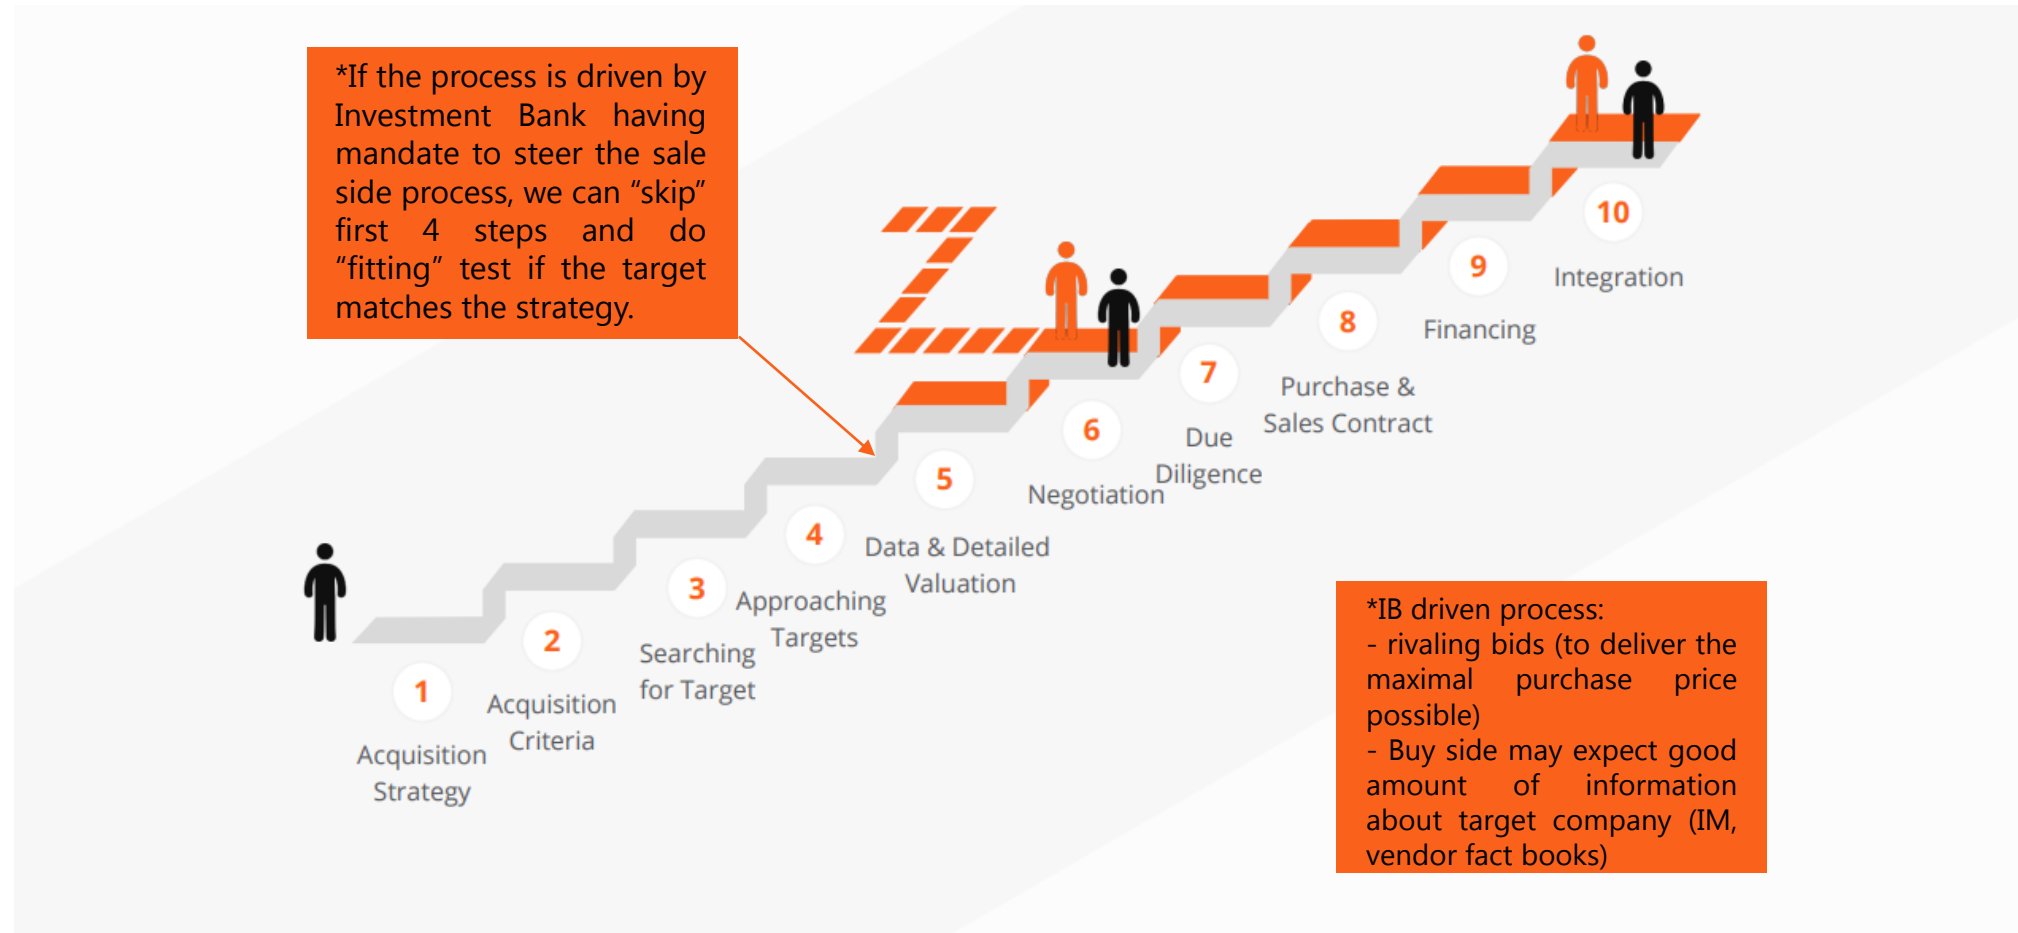 *If the process is driven by
Investment Bank having
mandate to steer the sale
side process, we can “skip”
first 4 steps and do
“fitting” test if the target
matches the strategy.
1
Acquisition
Strategy
2
Acquisition
Criteria
3
Searching
for Target
4
Approaching
Targets
5
Data & Detailed
Valuation
6
Negotiation
7
Due
Diligence
8
Purchase &
Sales Contract
9
Financing
10
Integration
*IB driven process:
- rivaling bids (to deliver the
maximal purchase price
possible)
- Buy side may expect good
amount of information
about target company (IM,
vendor fact books)